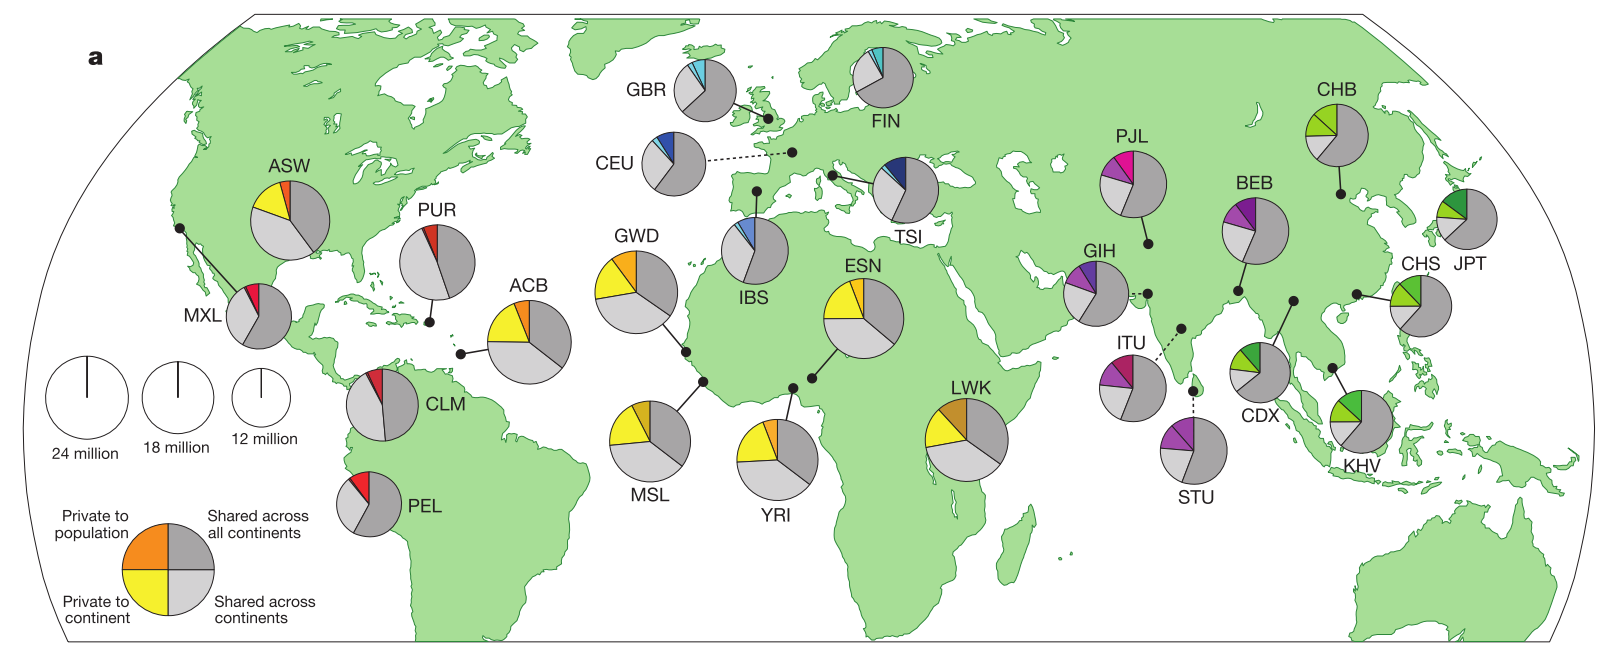 a
GBR
FIN
CEU
TSI
IBS
ASW
PUR
MXL
ACB
CLM
PEL
GWD
ESN
MSL
YRI
LWK
PJL
BEB
CHB
GIH
CHS
JPT
ITU
CDX
STU
KHV
24 million
18 million
12 million
Private to
population
Shared across
all continents
Private to
continent
Shared across
continents